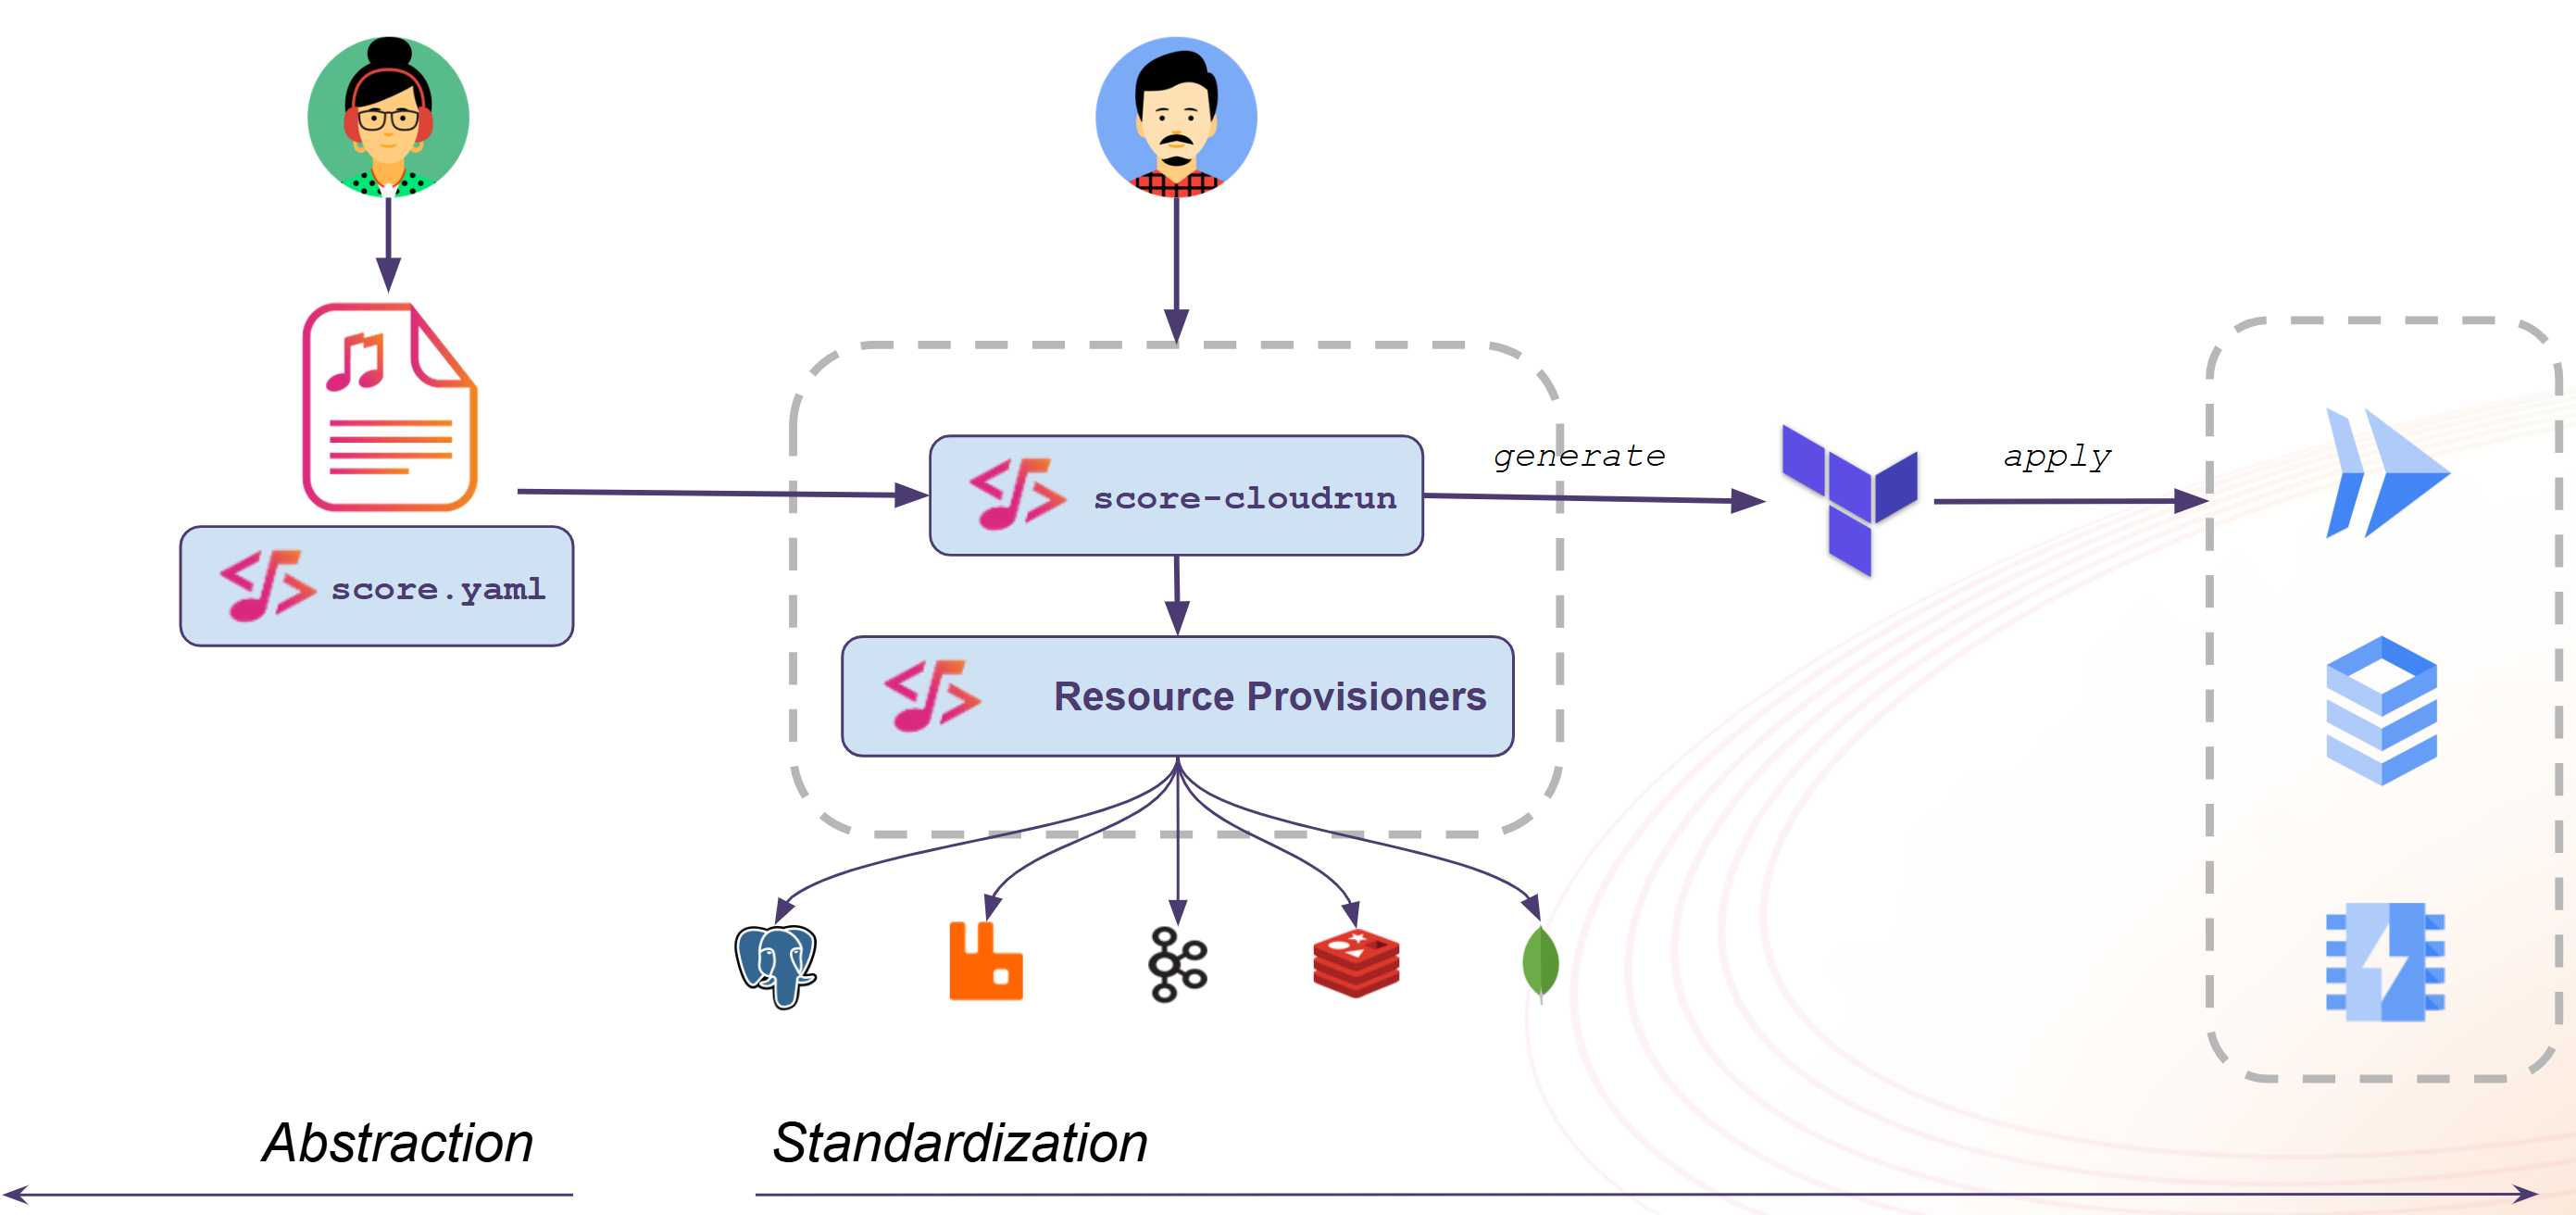 score.yaml
score-cloudrun
generate
apply
Resource Provisioners
Abstraction
Standardization